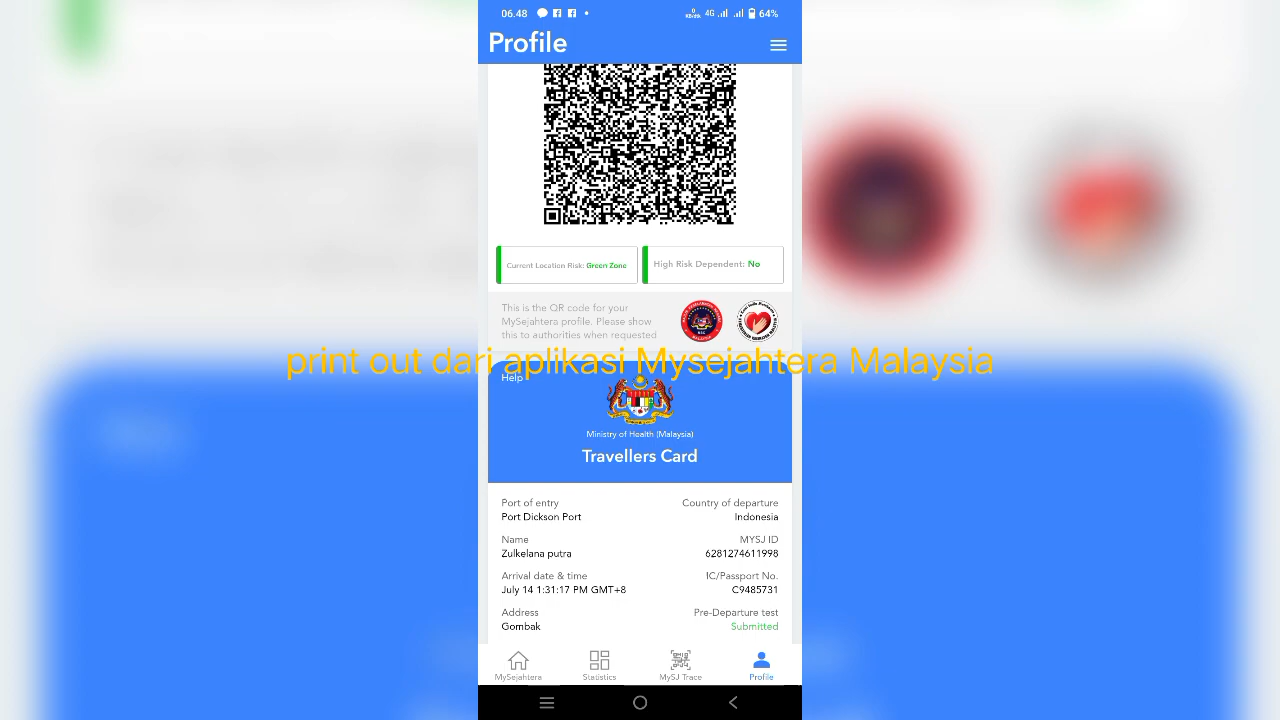 06.48
0
KB/dtk
4G
64%
Profile
Current Location Risk: Green Zone
High Risk Dependent: No
This is the QR code for your
MySejahtera profile. Please show
this to authorities when requested
print out dari aplikasi Mysejahtera Malaysia
Help
Ministry of Health (Malaysia)
Travellers Card
Port of entry
Country of departure
Port Dickson Port
Indonesia
Name
MYSJ ID
Zulkelana putra
6281274611998
Arrival date & time
IC/Passport No.
July 14 1:31:17 PM GMT+8
C9485731
Address
Pre-Departure test
Gombak
Submitted
MySejahtera
Statistics
MySJ Trace
Profile